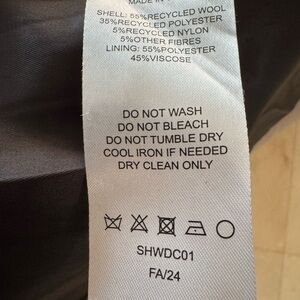 MADE IN
SHELL: 55%RECYCLED WOOL
35%RECYCLED POLYESTER
5%RECYCLED NYLON
5%OTHER FIBRES
LINING: 55%POLYESTER
45%VISCOSE
DO NOT WASH
DO NOT BLEACH
DO NOT TUMBLE DRY
COOL IRON IF NEEDED
DRY CLEAN ONLY
SHWDC01
FA/24